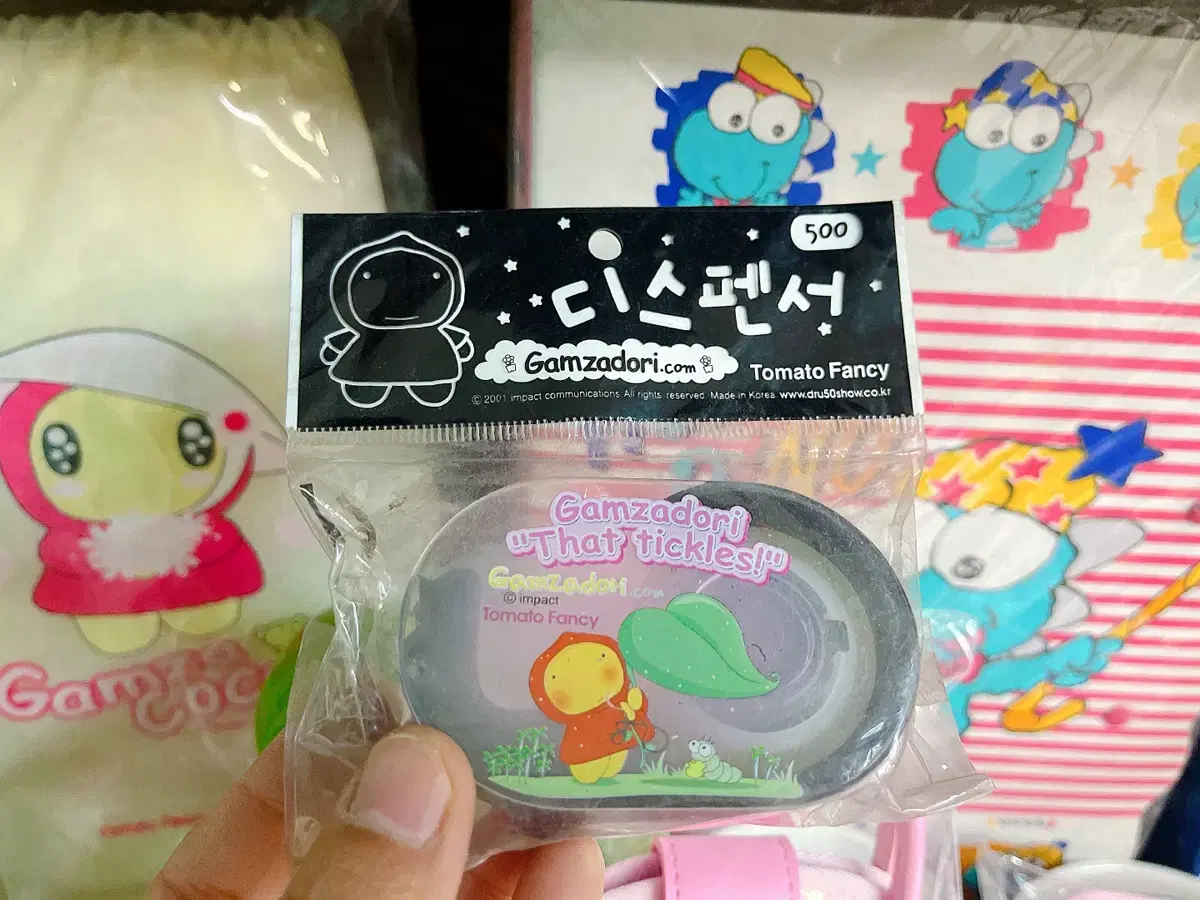 500
디스펜서
Gamzadori.com
Tomato Fancy
© 2001 impact communications. All rights reserved. Made in Korea. www.dru50show.co.kr
Gamzadori
"That tickles!"
Gamzadori.com
© impact
Tomato Fancy